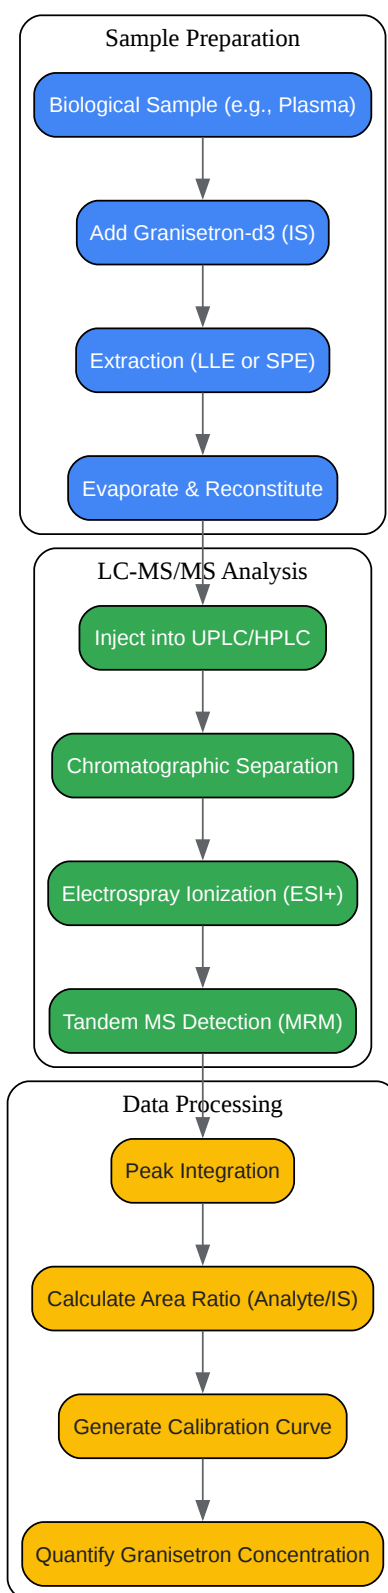 Sample Preparation
Biological Sample (e.g., Plasma)
Add Granisetron-d3 (IS)
Extraction (LLE or SPE)
Evaporate & Reconstitute
LC-MS/MS Analysis
Inject into UPLC/HPLC
Chromatographic Separation
Electrospray Ionization (ESI+)
Tandem MS Detection (MRM)
Data Processing
Peak Integration
Calculate Area Ratio (Analyte/IS)
Generate Calibration Curve
Quantify Granisetron Concentration